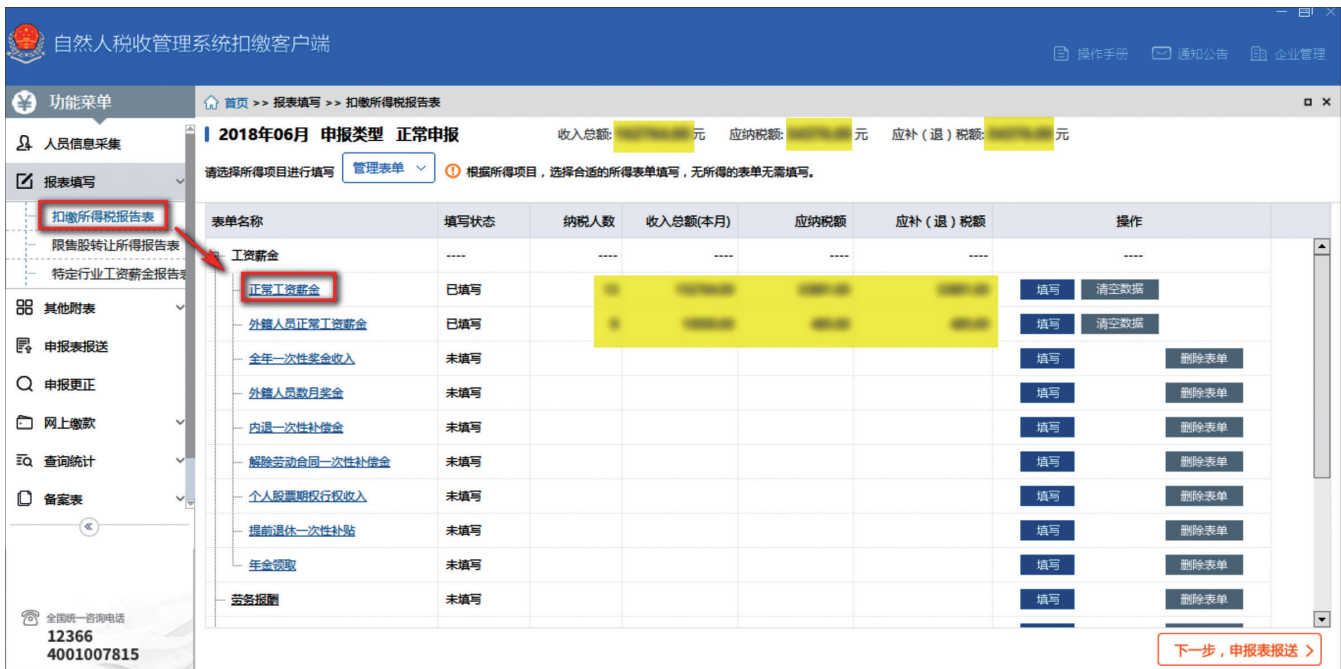 自然人税收管理系统扣缴客户端
操作手册 通知公告 企业管理
功能菜单
首页 >> 报表填写 >> 扣缴所得税报告表
人员信息采集
报表填写
扣缴所得税报告表
限售股转让所得报告表
特定行业工资薪金报告表
其他附表
申报表报送
申报更正
网上缴款
查询统计
备案表
全国统一咨询电话
12366
4001007815
2018年06月 申报类型 正常申报 收入总额: 元 应纳税额: 元 应补（退）税额: 元
请选择所得项目进行填写 管理表单 根据所得项目，选择合适的所得表单填写，无所得的表单无需填写。
表单名称 填写状态 纳税人数 收入总额(本月) 应纳税额 应补（退）税额 操作
工资薪金 ---- ---- ---- ---- ---- ----
正常工资薪金 已填写 填写 清空数据
外籍人员正常工资薪金 已填写 填写 清空数据
全年一次性奖金收入 未填写 填写 删除表单
外籍人员数月奖金 未填写 填写 删除表单
内退一次性补偿金 未填写 填写 删除表单
解除劳动合同一次性补偿金 未填写 填写 删除表单
个人股票期权行权收入 未填写 填写 删除表单
提前退休一次性补贴 未填写 填写 删除表单
年金领取 未填写 填写 删除表单
劳务报酬 未填写 填写 删除表单
下一步，申报表报送